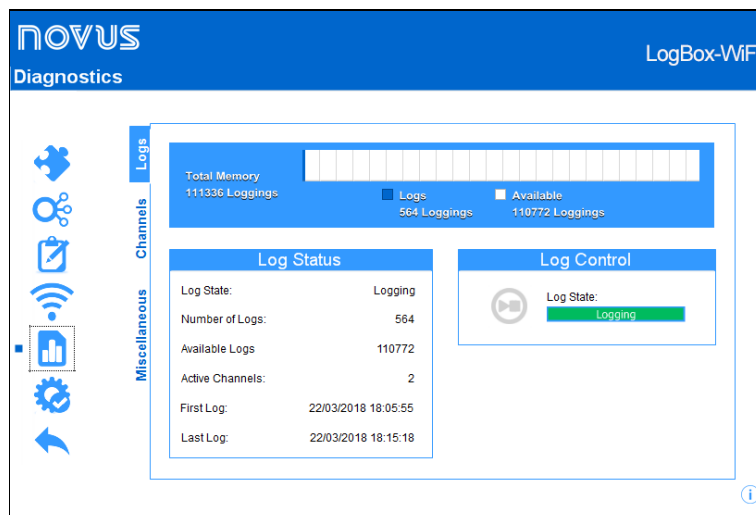 NOVUS
LogBox-WiF
Diagnostics
Logs
Channels
Miscellaneous
Total Memory
111336 Loggings
Logs
564 Loggings
Available
110772 Loggings
Log Status
Log State: Logging
Number of Logs: 564
Available Logs 110772
Active Channels: 2
First Log: 22/03/2018 18:05:55
Last Log: 22/03/2018 18:15:18
Log Control
Log State:
Logging
i